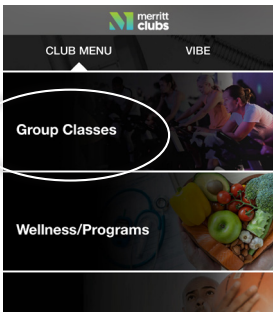 merritt
clubs
CLUB MENU VIBE
Group Classes
Wellness/Programs